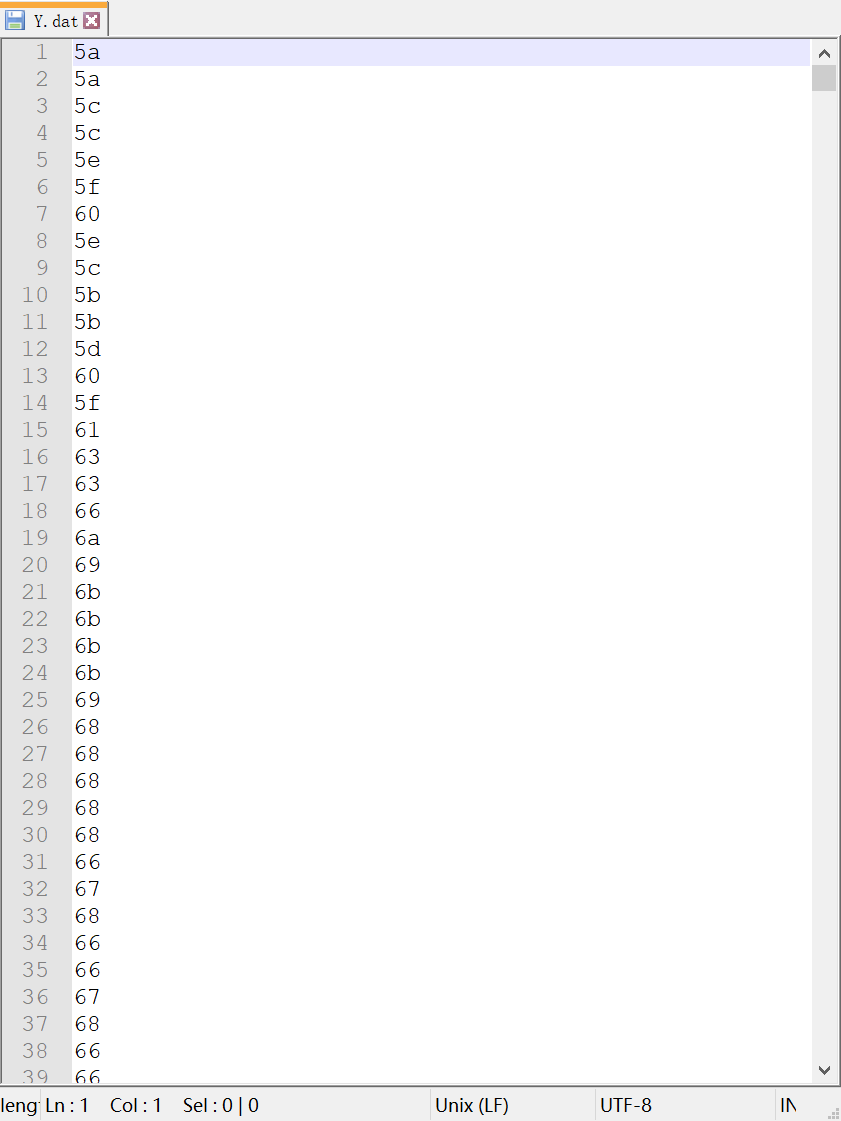 Y.dat
1 5a
2 5a
3 5c
4 5c
5 5e
6 5f
7 60
8 5e
9 5c
10 5b
11 5b
12 5d
13 60
14 5f
15 61
16 63
17 63
18 66
19 6a
20 69
21 6b
22 6b
23 6b
24 6b
25 69
26 68
27 68
28 68
29 68
30 68
31 66
32 67
33 68
34 66
35 66
36 67
37 68
38 66
39 66
leng Ln : 1 Col : 1 Sel : 0 | 0 Unix (LF) UTF-8 IN